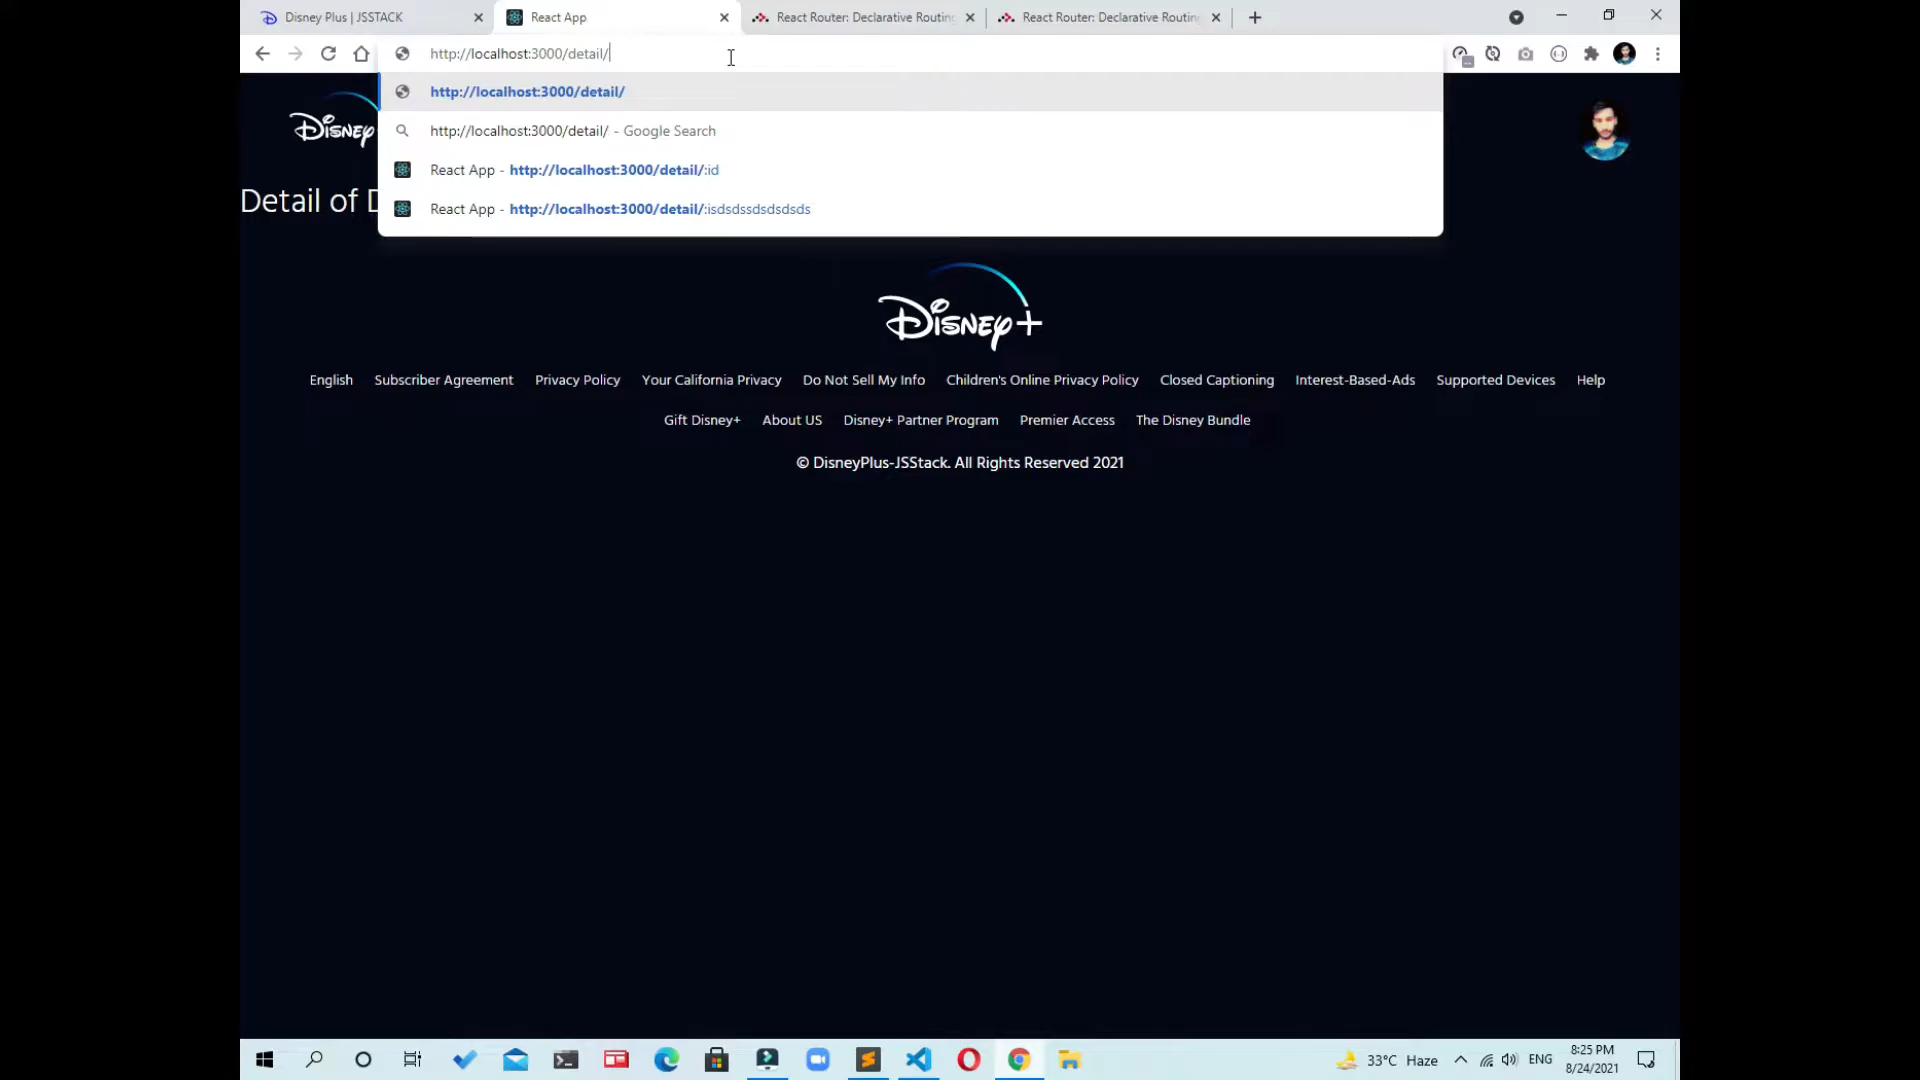 Disney Plus | JSSTACK
React App
React Router: Declarative Routin
React Router: Declarative Routin
http://localhost:3000/detail/
http://localhost:3000/detail/
http://localhost:3000/detail/ - Google Search
React App - http://localhost:3000/detail/:id
React App - http://localhost:3000/detail/:isdsdssdsdsdsds
Disney
Detail of D
Disney+
English Subscriber Agreement Privacy Policy Your California Privacy Do Not Sell My Info Children's Online Privacy Policy Closed Captioning Interest-Based-Ads Supported Devices Help
Gift Disney+ About US Disney+ Partner Program Premier Access The Disney Bundle
© DisneyPlus-JSStack. All Rights Reserved 2021
33°C Haze
ENG
8:25 PM
8/24/2021